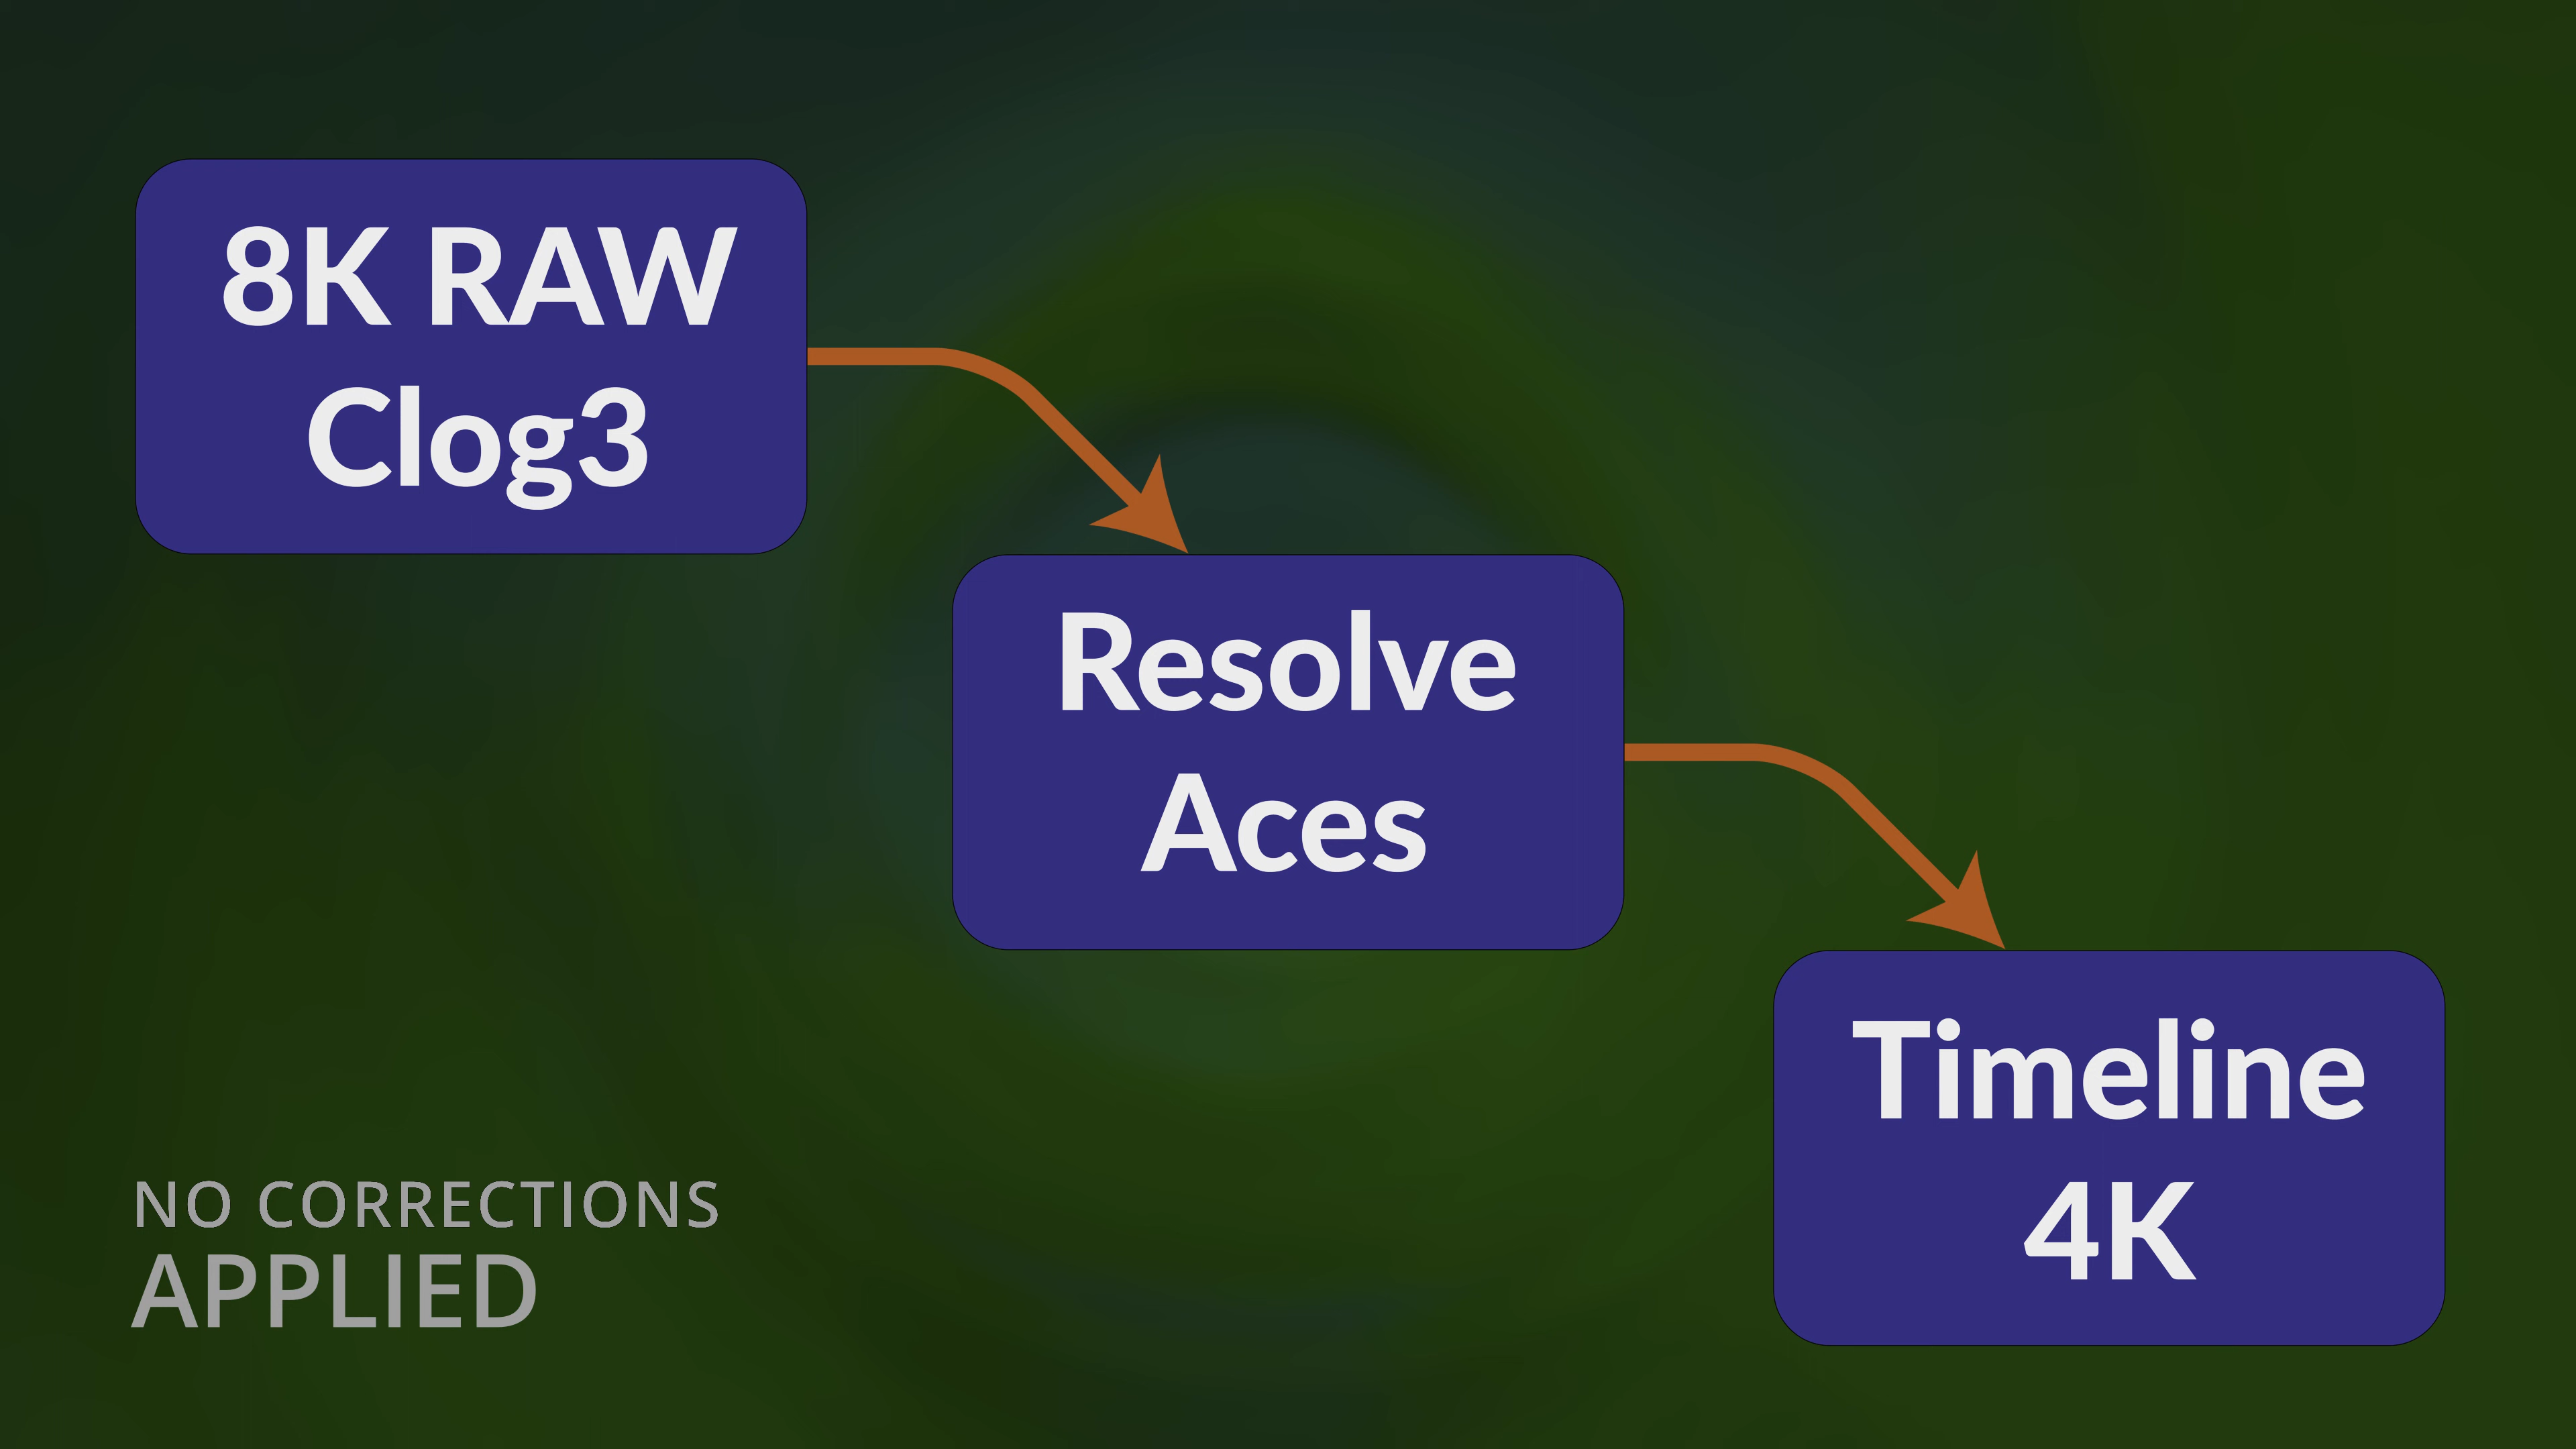 8K RAW
Clog3
Resolve
Aces
Timeline
4K
NO CORRECTIONS
APPLIED